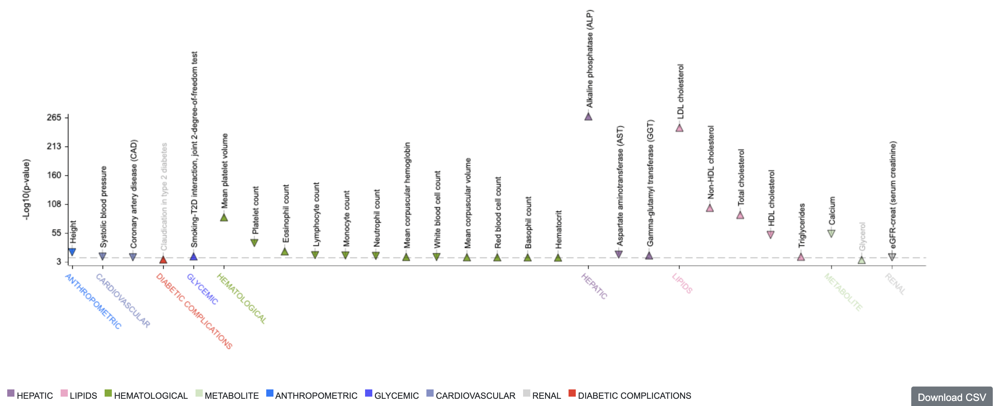 -Log10(p-value)
265
213
160
108
55
3
Height
Systolic blood pressure
Coronary artery disease (CAD)
Claudication in type 2 diabetes
Smoking-T2D interaction, joint 2-degree-of-freedom test
Mean platelet volume
Platelet count
Eosinophil count
Lymphocyte count
Monocyte count
Neutrophil count
Mean corpuscular hemoglobin
White blood cell count
Mean corpuscular volume
Red blood cell count
Basophil count
Hematocrit
Alkaline phosphatase (ALP)
Aspartate aminotransferase (AST)
Gamma-glutamyl transferase (GGT)
LDL cholesterol
Non-HDL cholesterol
Total cholesterol
HDL cholesterol
Triglycerides
Calcium
Glycerol
eGFR-creat (serum creatinine)
ANTHROPOMETRIC
CARDIOVASCULAR
DIABETIC COMPLICATIONS
GLYCEMIC
HEMATOLOGICAL
HEPATIC
LIPIDS
METABOLITE
RENAL
HEPATIC LIPIDS HEMATOLOGICAL METABOLITE ANTHROPOMETRIC GLYCEMIC CARDIOVASCULAR RENAL DIABETIC COMPLICATIONS
Download CSV